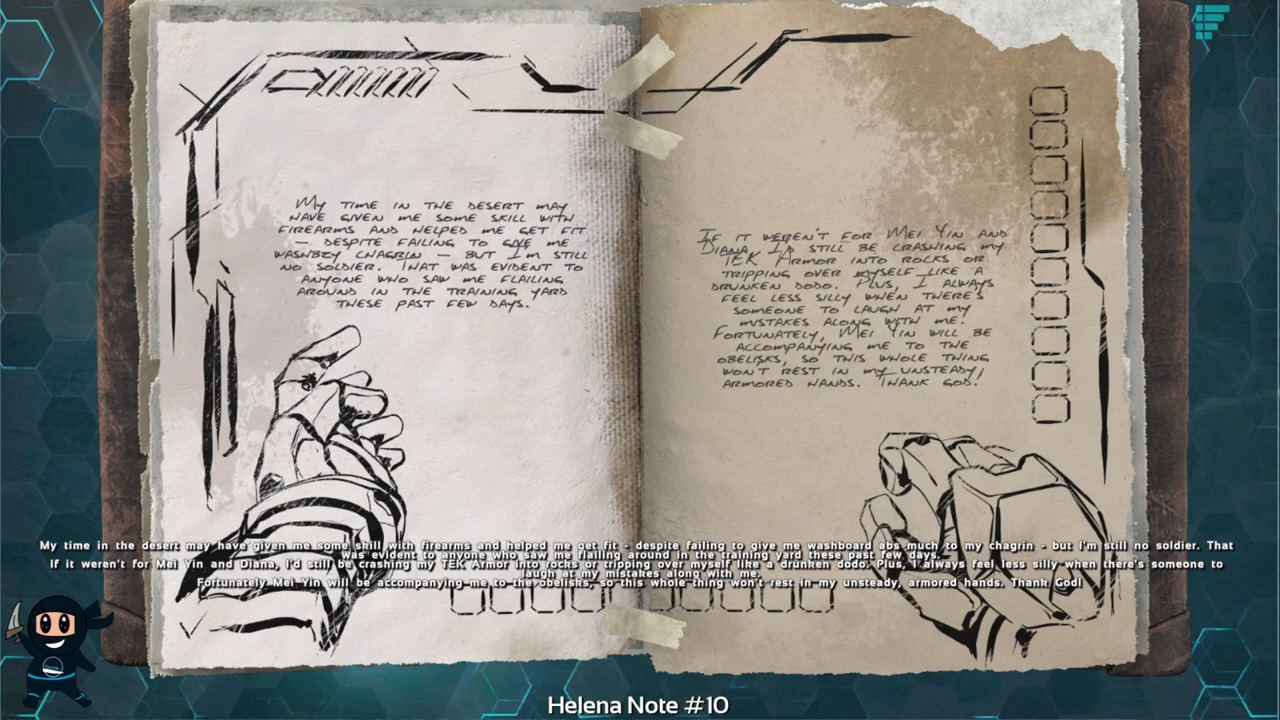 My time in the desert may
have given me some skill with
firearms and helped me get fit
— despite failing to give me
chagrin — but I'm still
no soldier. That was evident to
anyone who saw me flailing
around in the training yard
these past few days.
If it weren't for Mei Yin and
Diana, I'd still be crashing my
TEK Armor into rocks or
tripping over myself like a
drunken dodo. Plus, I always
feel less silly when there's
someone to laugh at my
mistakes along with me.
Fortunately, Mei Yin will be
accompanying me to the
obelisks, so this whole thing
won't rest in my unsteady,
armored hands. Thank God.
My time in the desert may have given me some skill with firearms and helped me get fit - despite failing to give me washboard abs much to my chagrin - but I'm still no soldier. That
was evident to anyone who saw me flailing around in the training yard these past few days.
If it weren't for Mei Yin and Diana, I'd still be crashing my TEK Armor into rocks or tripping over myself like a drunken dodo. Plus, I always feel less silly when there's someone to
laugh at my mistakes along with me.
Fortunately Mei Yin will be accompanying me to the obelisks, so this whole thing won't rest in my unsteady, armored hands. Thank God!
Helena Note #10